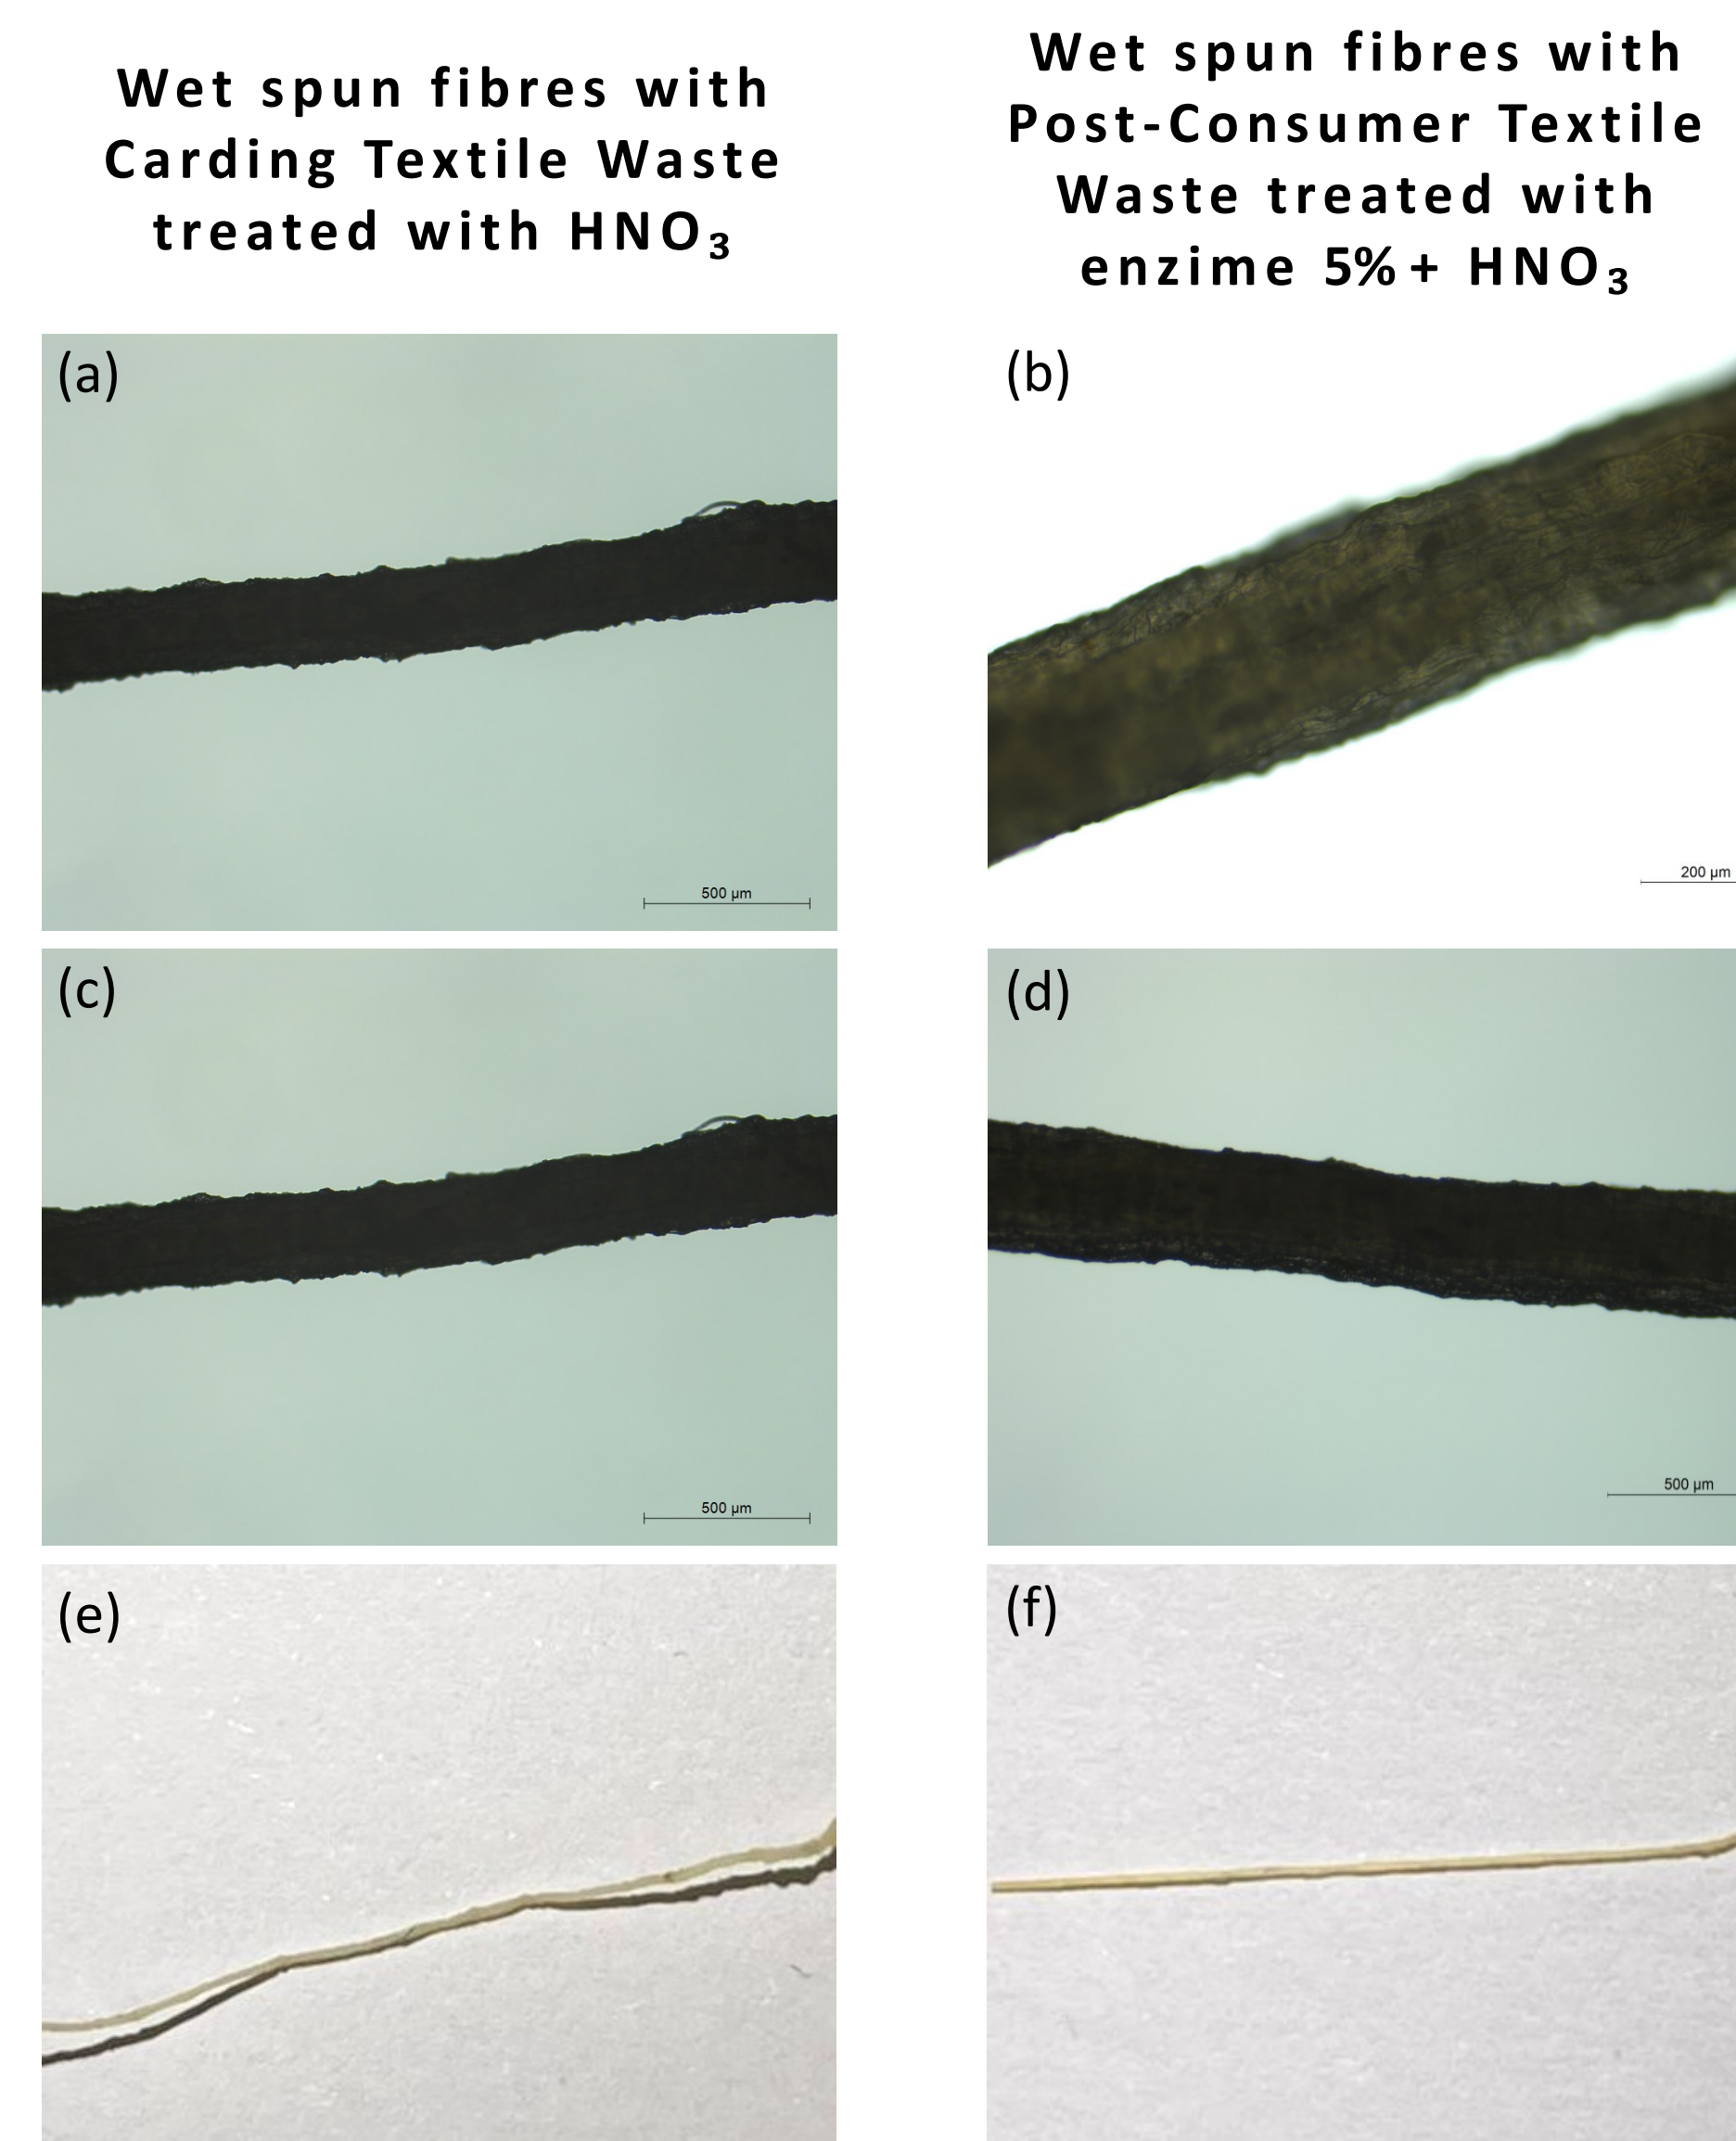 Wet spun fibres with
Carding Textile Waste
treated with HNO₃
Wet spun fibres with
Post-Consumer Textile
Waste treated with
enzime 5% + HNO₃
(a)
500 µm
(b)
200 µm
(c)
500 µm
(d)
500 µm
(e)
(f)